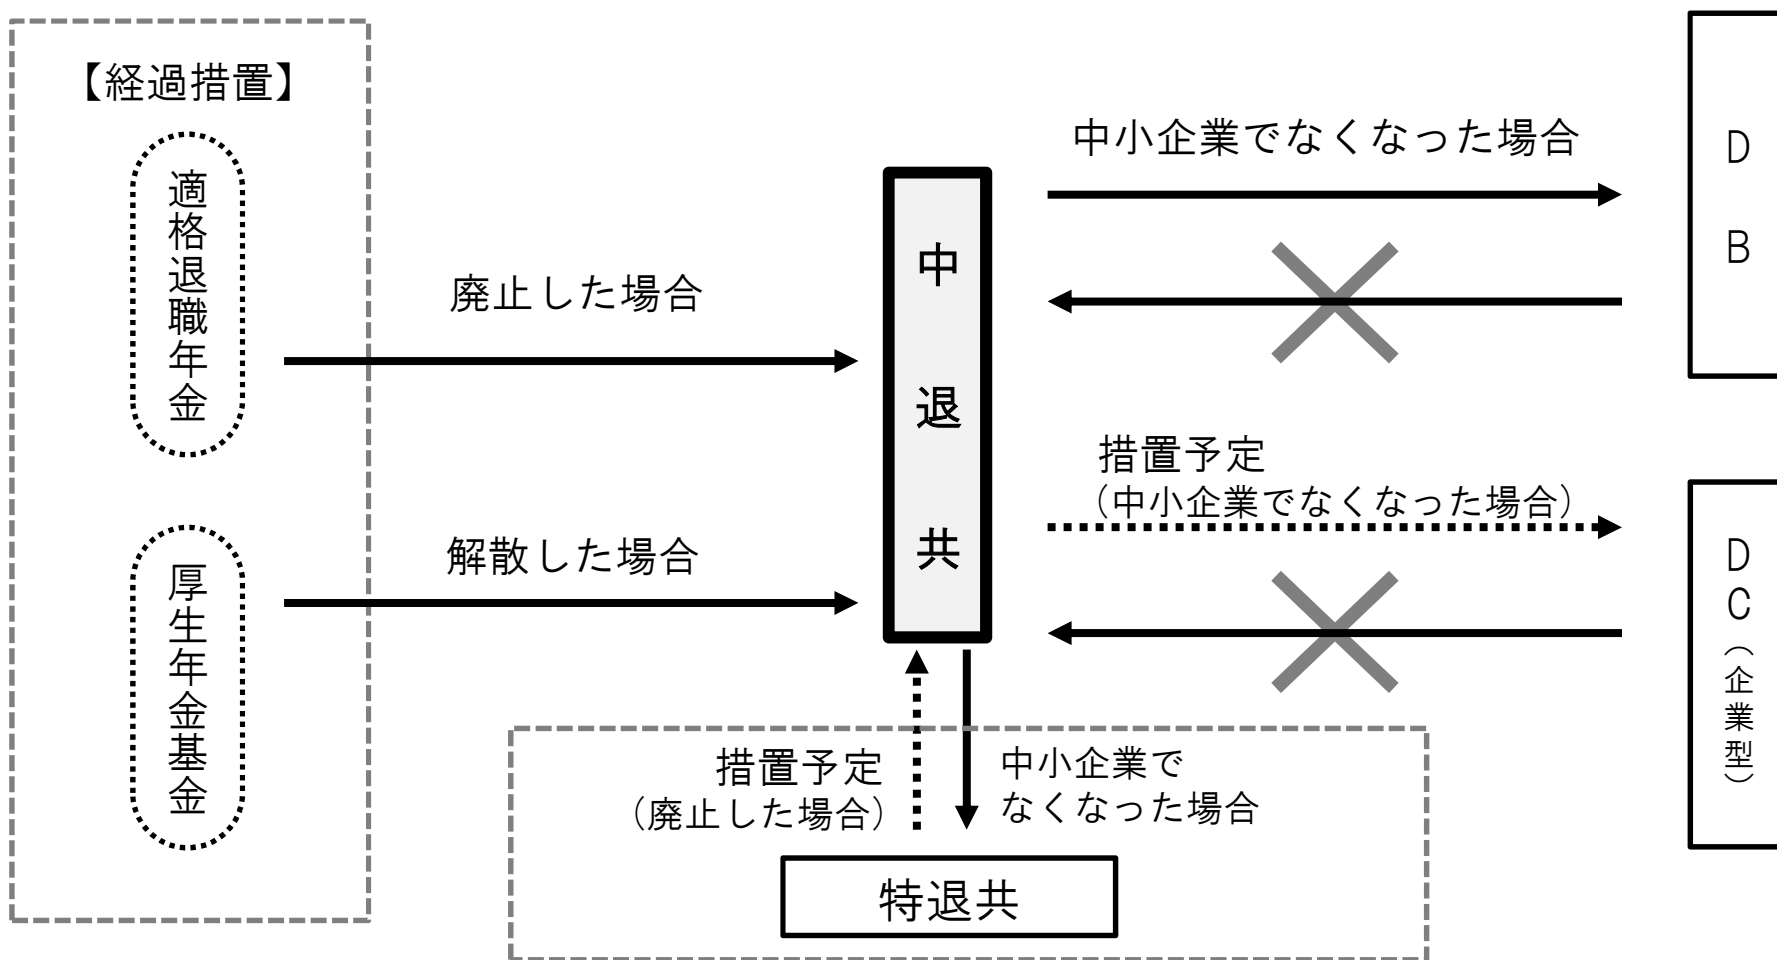 【経過措置】
適格退職年金
厚生年金基金
廃止した場合
解散した場合
中退共
中小企業でなくなった場合
DB
措置予定
（中小企業でなくなった場合）
DC（企業型）
措置予定
（廃止した場合）
中小企業で
なくなった場合
特退共